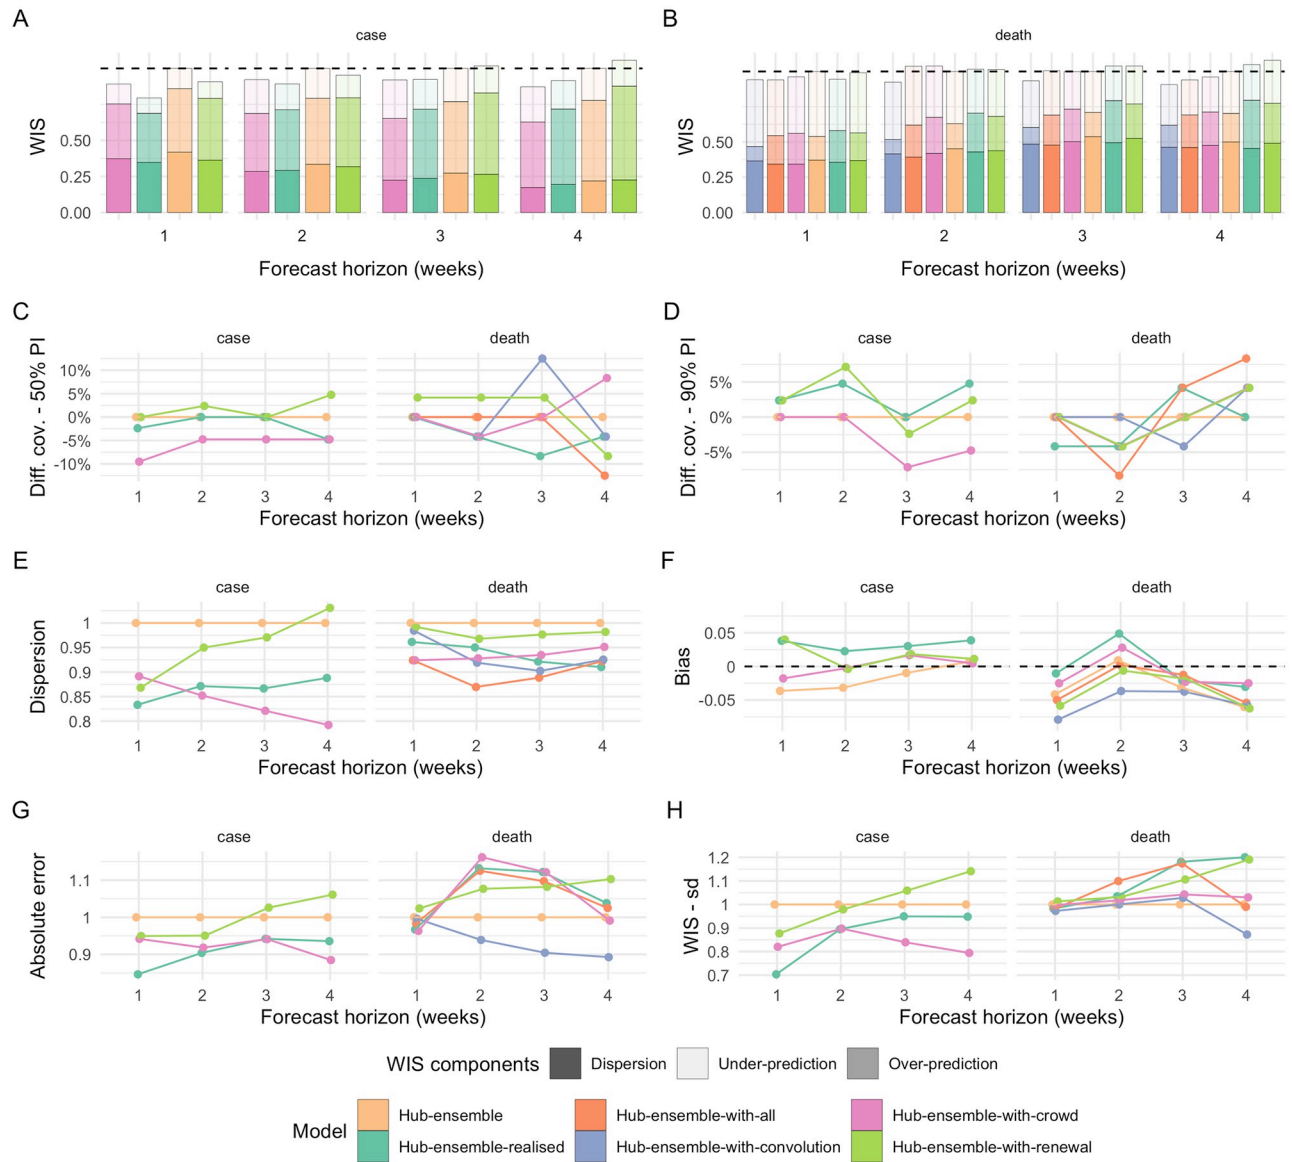 A
case
WIS
0.50
0.25
0.00
1 2 3 4
Forecast horizon (weeks)
B
death
WIS
0.50
0.25
0.00
1 2 3 4
Forecast horizon (weeks)
C
case death
Diff. cov. - 50% PI
10%
5%
0%
-5%
-10%
1 2 3 4 1 2 3 4
Forecast horizon (weeks)
D
case death
Diff. cov. - 90% PI
5%
0%
-5%
1 2 3 4 1 2 3 4
Forecast horizon (weeks)
E
case death
Dispersion
1
0.95
0.9
0.85
0.8
1 2 3 4 1 2 3 4
Forecast horizon (weeks)
F
case death
Bias
0.05
0
-0.05
1 2 3 4 1 2 3 4
Forecast horizon (weeks)
G
case death
Absolute error
1.1
1
0.9
1 2 3 4 1 2 3 4
Forecast horizon (weeks)
H
case death
WIS - sd
1.2
1.1
1
0.9
0.8
0.7
1 2 3 4 1 2 3 4
Forecast horizon (weeks)
WIS components Dispersion Under-prediction Over-prediction
Model
Hub-ensemble Hub-ensemble-with-all Hub-ensemble-with-crowd
Hub-ensemble-realised Hub-ensemble-with-convolution Hub-ensemble-with-renewal